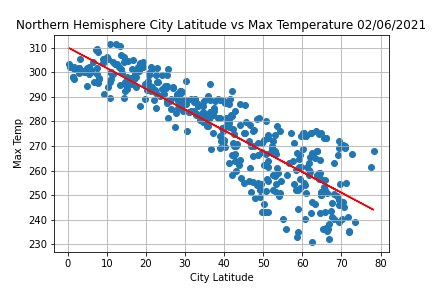 Northern Hemisphere City Latitude vs Max Temperature 02/06/2021
310
300
290
280
270
260
250
240
230
Max Temp
0 10 20 30 40 50 60 70 80
City Latitude